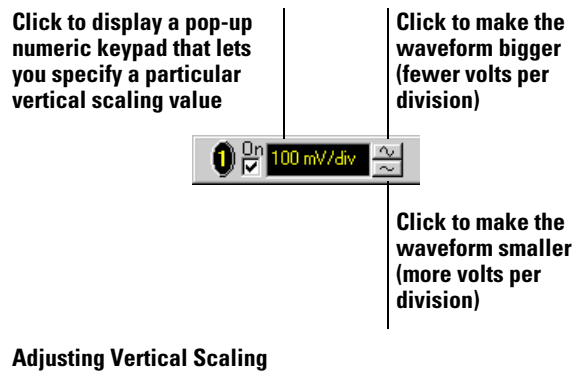 Click to display a pop-up
numeric keypad that lets
you specify a particular
vertical scaling value
Click to make the
waveform bigger
(fewer volts per
division)
1 On 100 mV/div
Click to make the
waveform smaller
(more volts per
division)
Adjusting Vertical Scaling